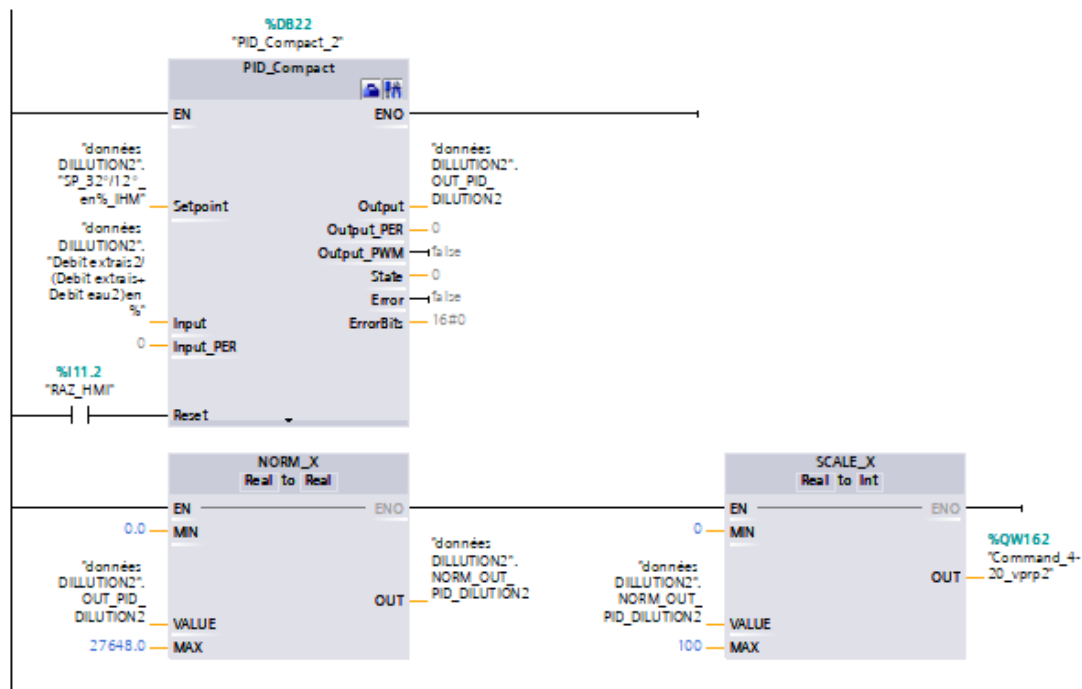 %DB22
"PID_Compact_2"
PID_Compact
EN
ENO
"données
DILLUTION2".
"SP_32°/12°_
en%_IHM"
Setpoint
"données
DILLUTION2".
OUT_PID_
DILUTION2
Output
Output_PER
0
Output_PWM
false
State
0
Error
false
ErrorBits
16#0
"données
DILLUTION2".
"Debit extrais2/
(Debit extrais+
Debit eau2)en
%"
Input
0
Input_PER
%I11.2
"RAZ_HMI"
Reset
NORM_X
Real to Real
EN
ENO
0.0
MIN
"données
DILLUTION2".
OUT_PID_
DILUTION2
VALUE
27648.0
MAX
"données
DILLUTION2".
NORM_OUT_
PID_DILUTION2
OUT
SCALE_X
Real to Int
EN
ENO
0
MIN
"données
DILLUTION2".
NORM_OUT_
PID_DILUTION2
VALUE
100
MAX
%QW162
"Command_4-
20_vprp2"
OUT